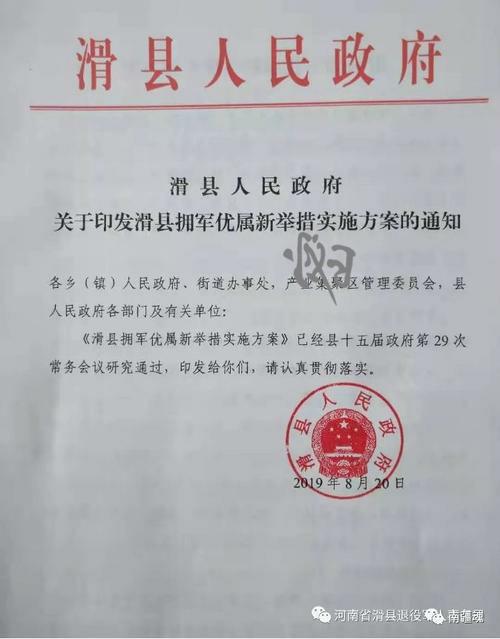 滑县人民政府
滑县人民政府
关于印发滑县拥军优属新举措实施方案的通知
各乡（镇）人民政府、街道办事处，产业集聚区管理委员会，县
人民政府各部门及有关单位：
《滑县拥军优属新举措实施方案》已经县十五届政府第29次
常务会议研究通过，印发给你们，请认真贯彻落实。
滑县人民政府
2019年8月20日
河南省滑县退役军人
南疆魂